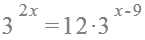 3^{2x} = 12 · 3^{x-9}